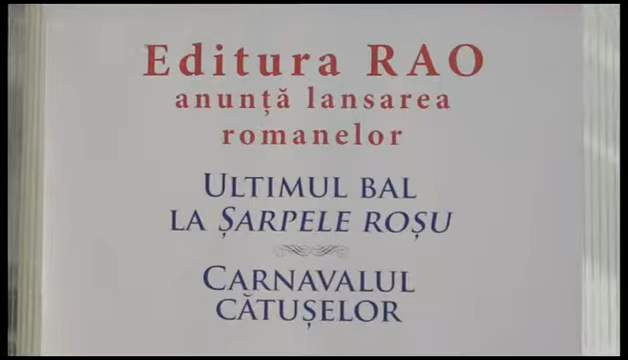 Editura RAO
anunță lansarea
romanelor
ULTIMUL BAL
LA ȘARPELE ROȘU
CARNAVALUL
CĂTUȘELOR